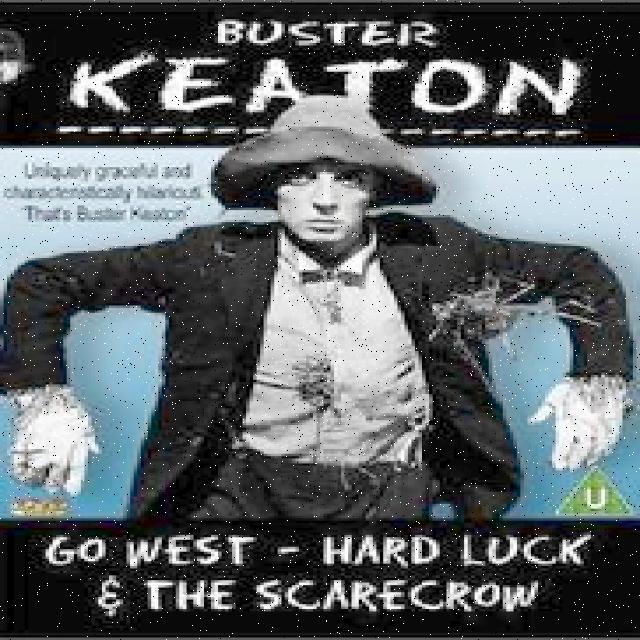 BUSTER
KEATON
Uniquely graceful and
characteristically hilarious
"That's Buster Keaton"
U
GO WEST - HARD LUCK
& THE SCARECROW